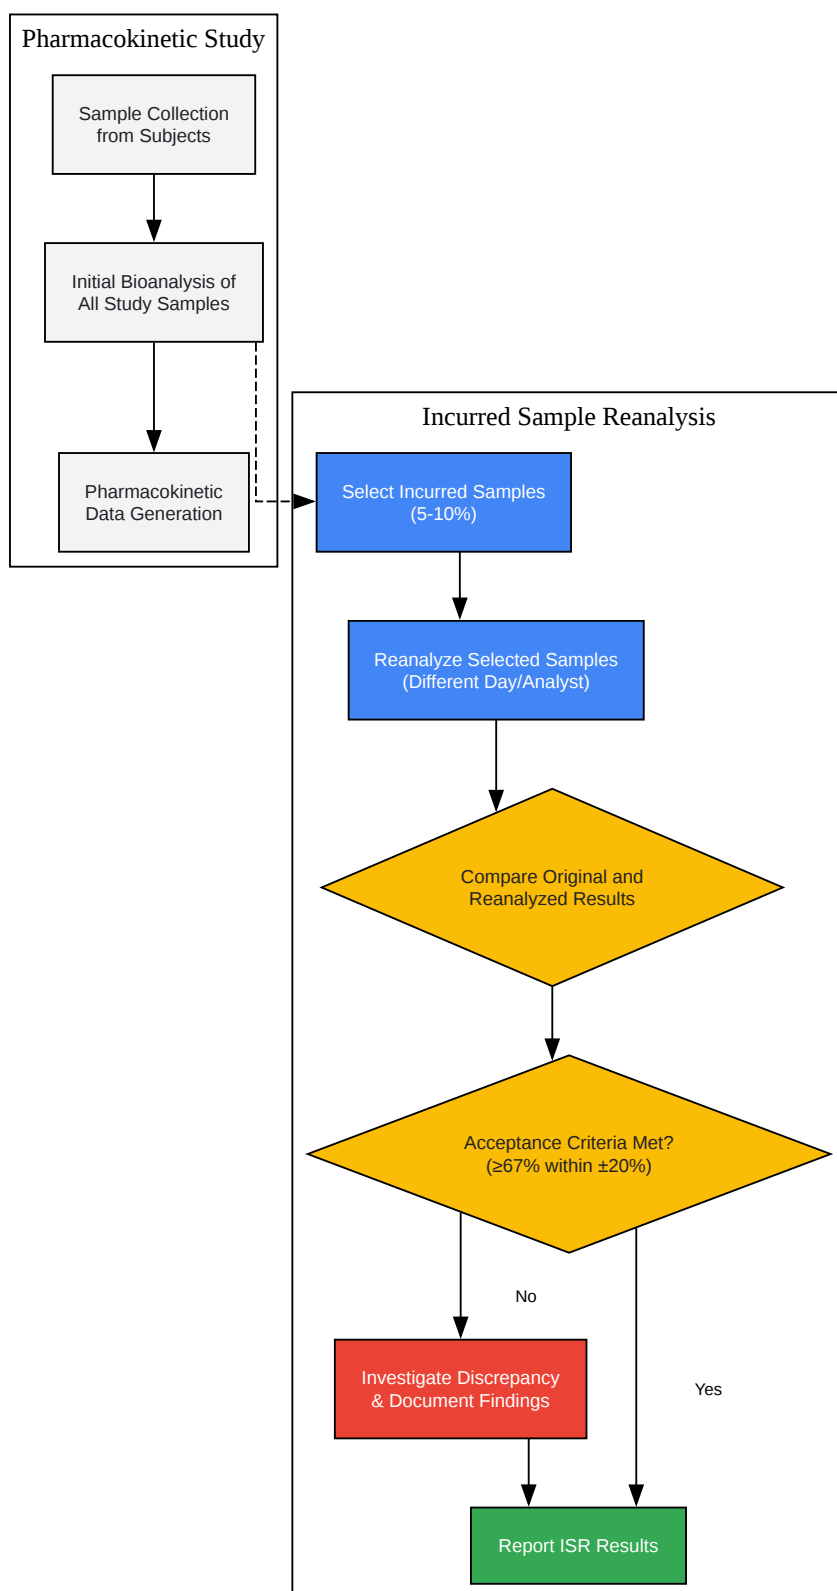 Pharmacokinetic Study
Sample Collection
from Subjects
Initial Bioanalysis of
All Study Samples
Pharmacokinetic
Data Generation
Incurred Sample Reanalysis
Select Incurred Samples
(5-10%)
Reanalyze Selected Samples
(Different Day/Analyst)
Compare Original and
Reanalyzed Results
Acceptance Criteria Met?
(≥67% within ±20%)
No
Investigate Discrepancy
& Document Findings
Yes
Report ISR Results